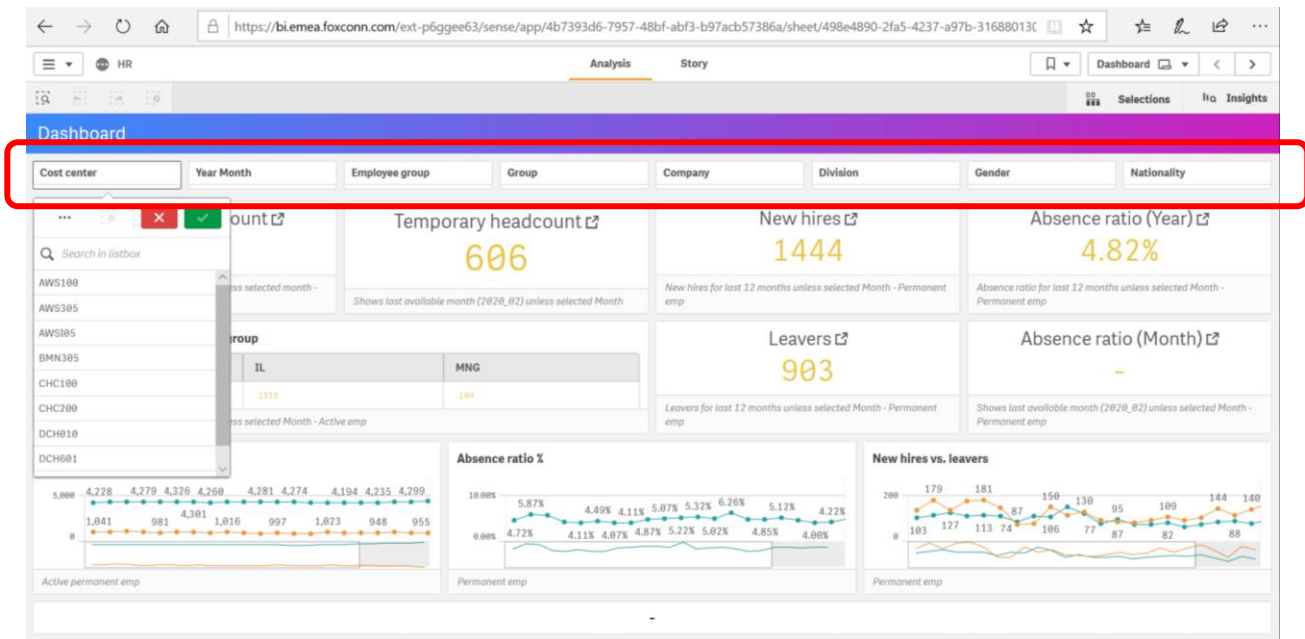 https://bi.emea.foxconn.com/ext-p6ggee63/sense/app/4b7393d6-7957-48bf-abf3-b97acb57386a/sheet/498e4890-2fa5-4237-a97b-31688013
HR
Analysis Story
Dashboard
Selections Insights
Dashboard
Cost center Year Month Employee group Group Company Division Gender Nationality
ount Temporary headcount New hires Absence ratio (Year)
Search in listbox
606 1444 4.82%
AWS100
ss selected month -
Shows last available month (2020_02) unless selected Month
New hires for last 12 months unless selected Month - Permanent emp
Absence ratio for last 12 months unless selected Month - Permanent emp
AWS305
AWSI05
BMN305
CHC100
CHC200
DCH010
DCH601
group
IL MNG
1315 184
ss selected Month - Active emp
Leavers
903
Leavers for last 12 months unless selected Month - Permanent emp
Absence ratio (Month)
-
Shows last available month (2020_02) unless selected Month - Permanent emp
5,000 4,228 4,279 4,326 4,260 4,281 4,274 4,194 4,235 4,299
4,301
1,041 981 1,016 997 1,023 948 955
0
Active permanent emp
Absence ratio %
10.00% 5.87% 4.49% 4.11% 5.07% 5.32% 6.26% 5.12% 4.22%
0.00% 4.72% 4.11% 4.07% 4.87% 5.22% 5.02% 4.85% 4.00%
Permanent emp
New hires vs. leavers
200 179 181 87 150 130 95 109 144 140
0 103 127 113 74 106 77 87 82 88
Permanent emp
-